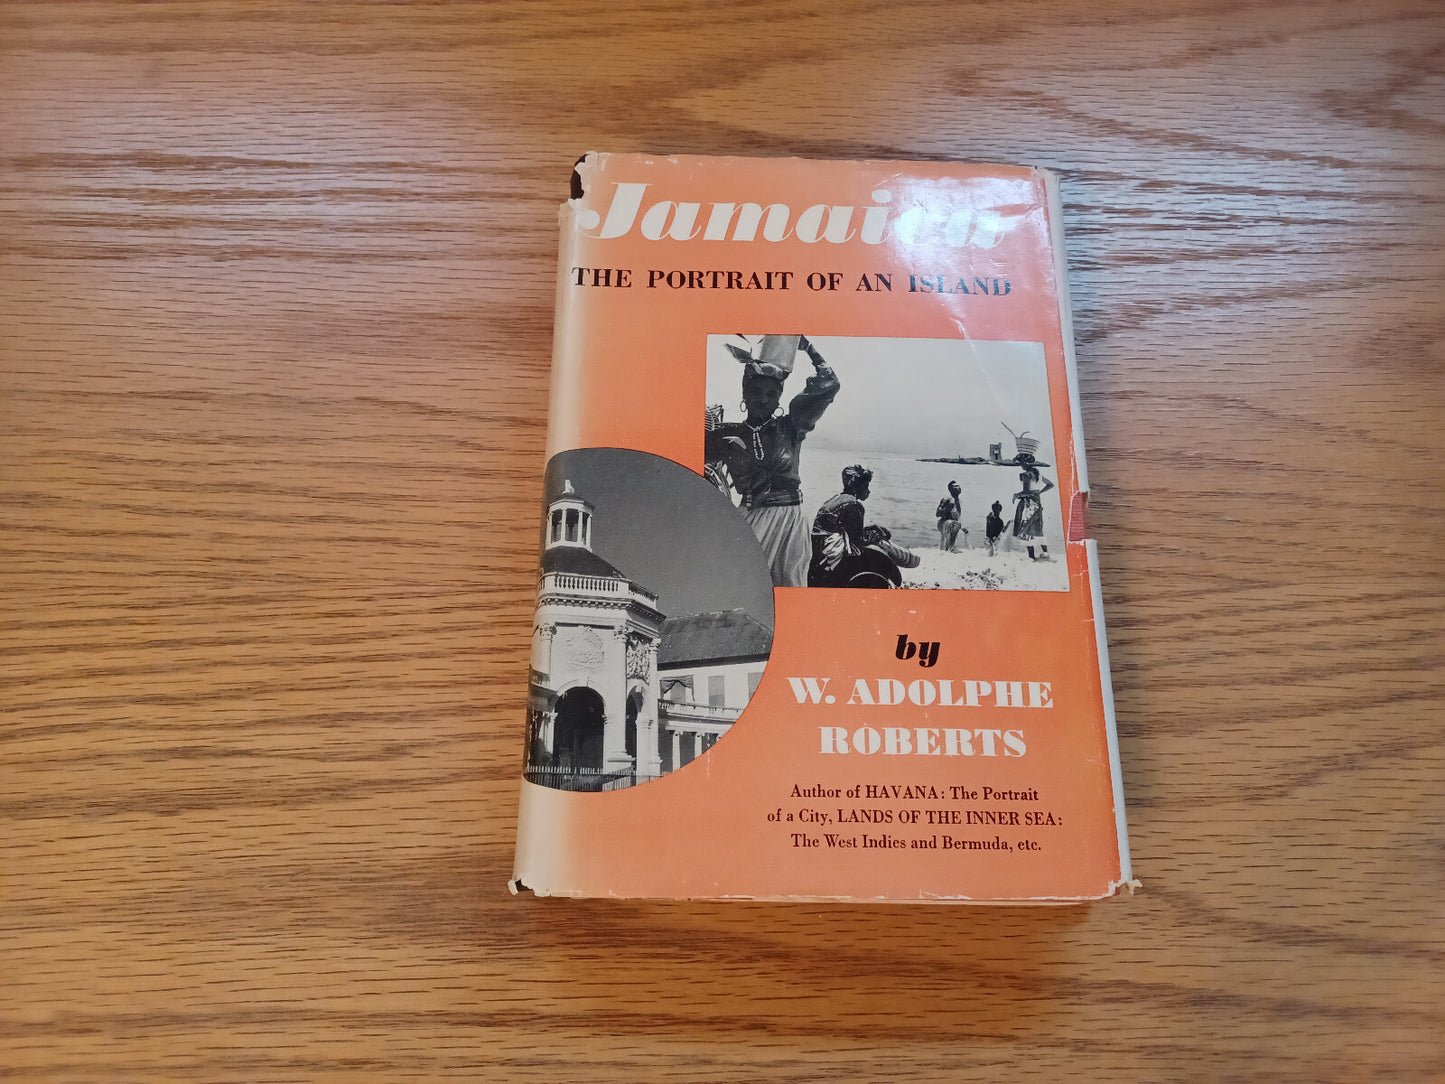 Jamaica
THE PORTRAIT OF AN ISLAND
by
W. ADOLPHE
ROBERTS
Author of HAVANA: The Portrait
of a City, LANDS OF THE INNER SEA:
The West Indies and Bermuda, etc.